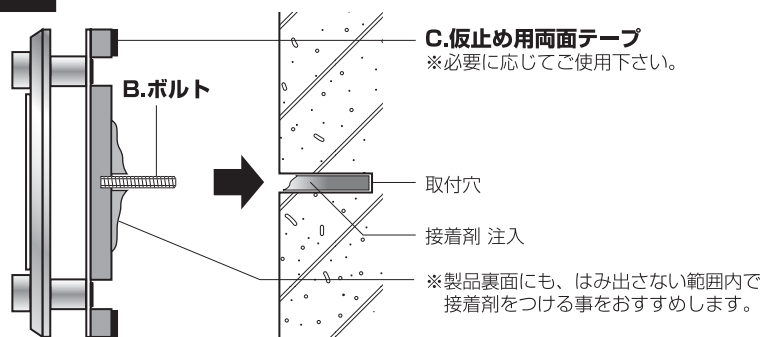 C.仮止め用両面テープ
※必要に応じてご使用下さい。
B.ボルト
取付穴
接着剤 注入
※製品裏面にも、はみ出さない範囲内で
接着剤をつける事をおすすめします。